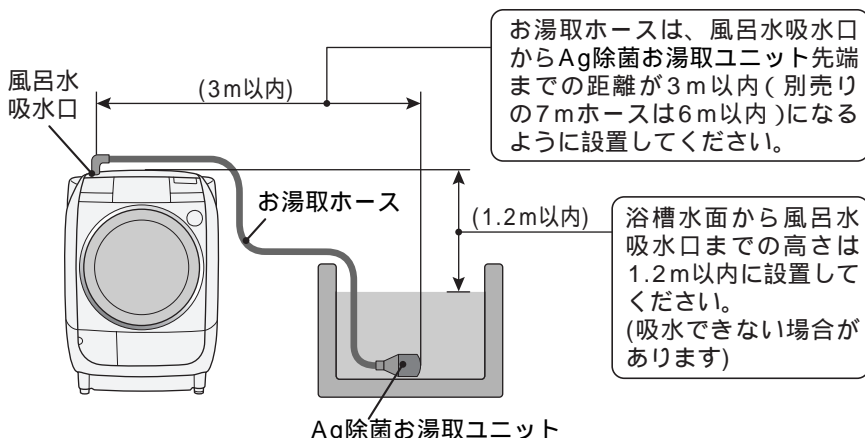 お湯取ホースは、風呂水吸水口
からAg除菌お湯取ユニット先端
までの距離が3m以内(別売り
の7mホースは6m以内)になる
ように設置してください。
風呂水
吸水口
(3m以内)
お湯取ホース
(1.2m以内)
浴槽水面から風呂水
吸水口までの高さは
1.2m以内に設置して
ください。
(吸水できない場合が
あります)
Ag除菌お湯取ユニット